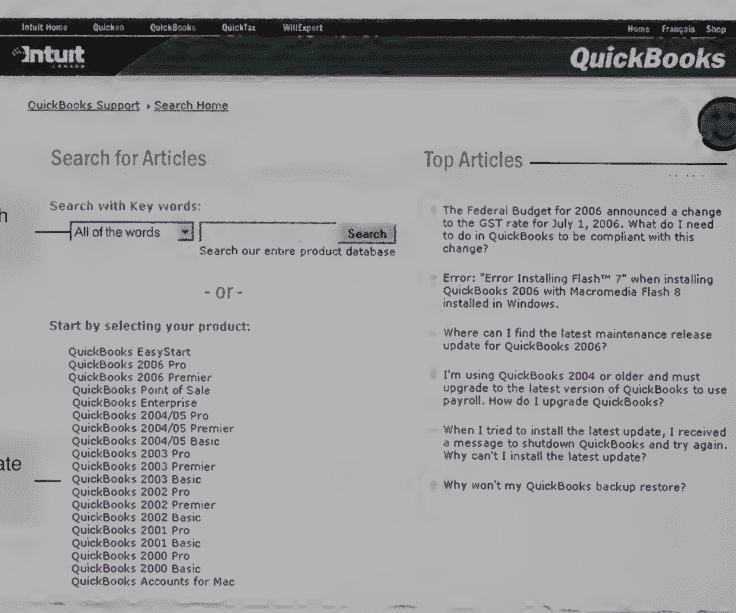 Intuit Home Quicken QuickBooks QuickTax WillExpert Home Français Shop
Intuit QuickBooks
CANADA
QuickBooks Support › Search Home
Search for Articles
Search with Key words:
h
All of the words Search
Search our entire product database
- or -
Start by selecting your product:
QuickBooks EasyStart
QuickBooks 2006 Pro
QuickBooks 2006 Premier
QuickBooks Point of Sale
QuickBooks Enterprise
QuickBooks 2004/05 Pro
QuickBooks 2004/05 Premier
QuickBooks 2004/05 Basic
QuickBooks 2003 Pro
ate
QuickBooks 2003 Premier
QuickBooks 2003 Basic
QuickBooks 2002 Pro
QuickBooks 2002 Premier
QuickBooks 2002 Basic
QuickBooks 2001 Pro
QuickBooks 2001 Basic
QuickBooks 2000 Pro
QuickBooks 2000 Basic
QuickBooks Accounts for Mac
Top Articles
The Federal Budget for 2006 announced a change
to the GST rate for July 1, 2006. What do I need
to do in QuickBooks to be compliant with this
change?
Error: "Error Installing Flash™ 7" when installing
QuickBooks 2006 with Macromedia Flash 8
installed in Windows.
Where can I find the latest maintenance release
update for QuickBooks 2006?
I'm using QuickBooks 2004 or older and must
upgrade to the latest version of QuickBooks to use
payroll. How do I upgrade QuickBooks?
When I tried to install the latest update, I received
a message to shutdown QuickBooks and try again.
Why can't I install the latest update?
Why won't my QuickBooks backup restore?